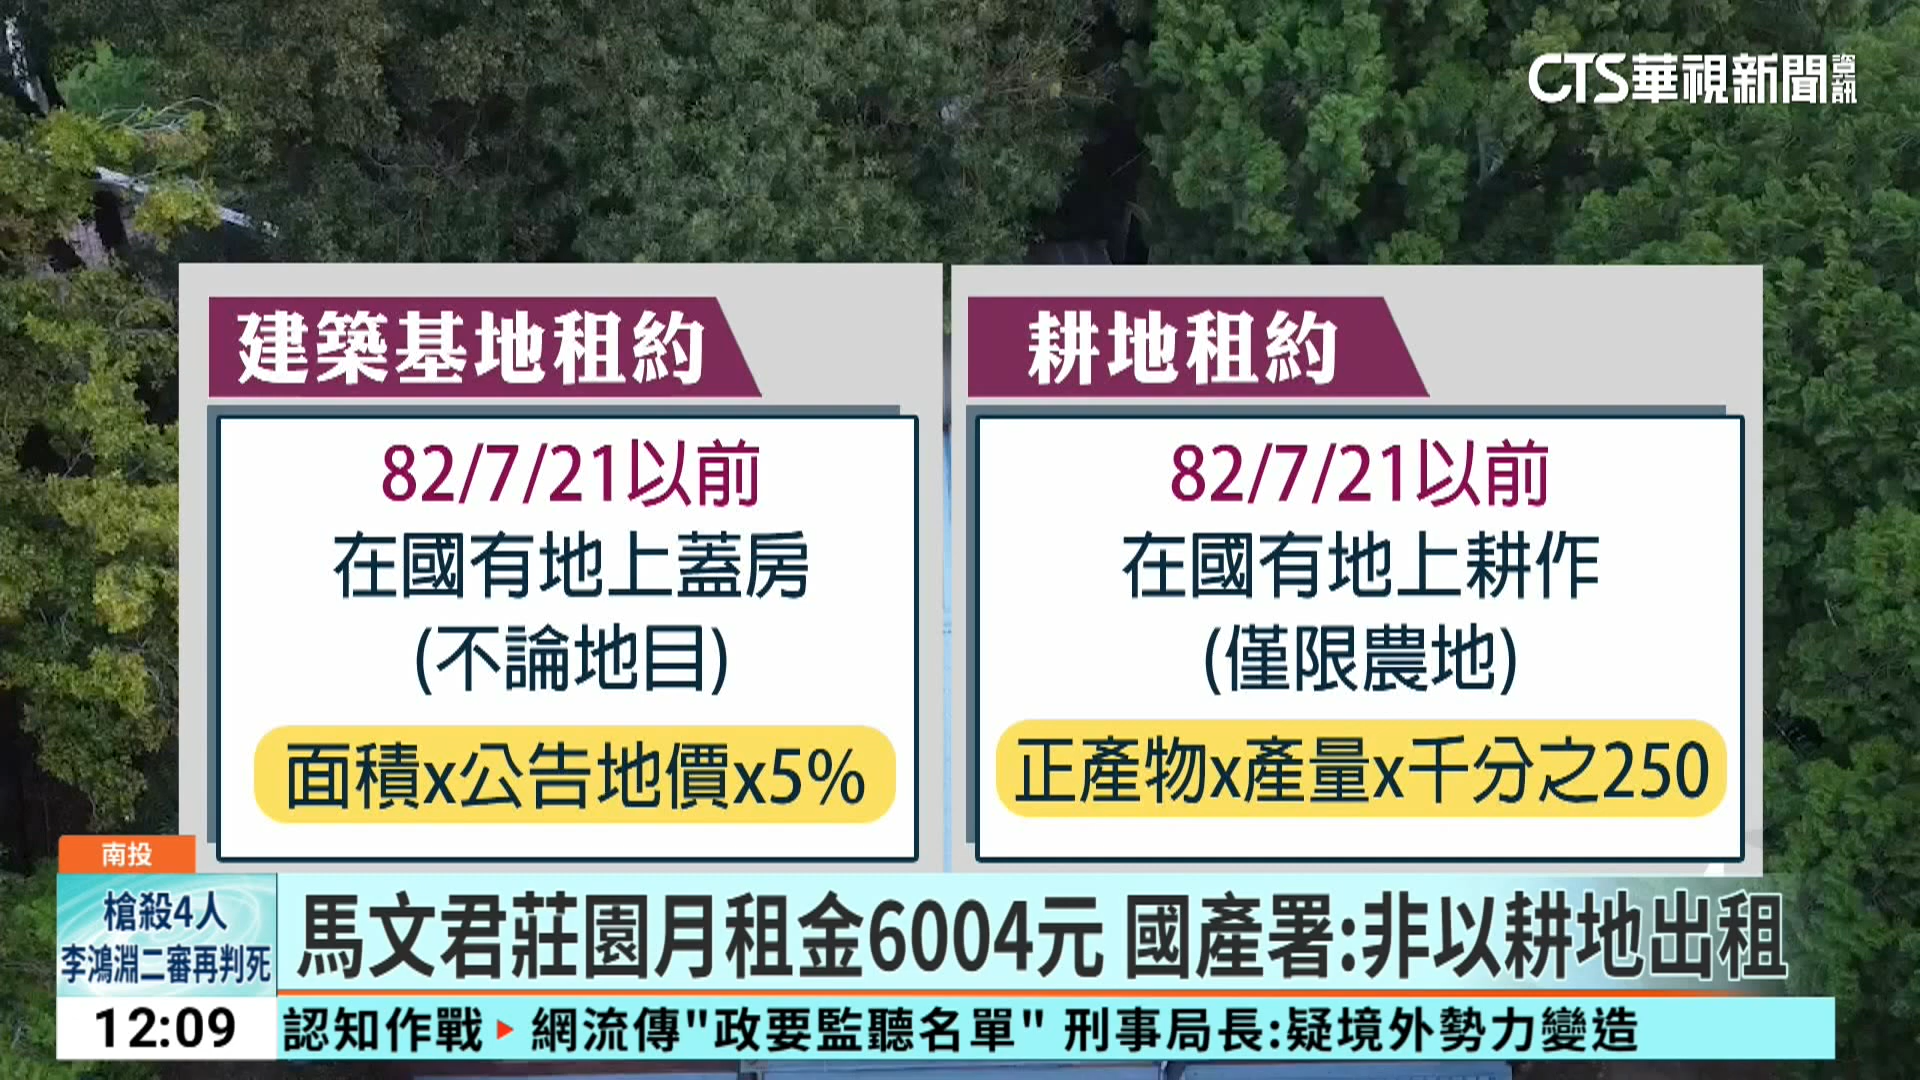 CTS華視新聞資訊
建築基地租約
82/7/21以前
在國有地上蓋房
(不論地目)
面積x公告地價x5%
耕地租約
82/7/21以前
在國有地上耕作
(僅限農地)
正產物x產量x千分之250
南投
槍殺4人
李鴻淵二審再判死
馬文君莊園月租金6004元 國產署:非以耕地出租
12:09
認知作戰▶網流傳"政要監聽名單" 刑事局長:疑境外勢力變造